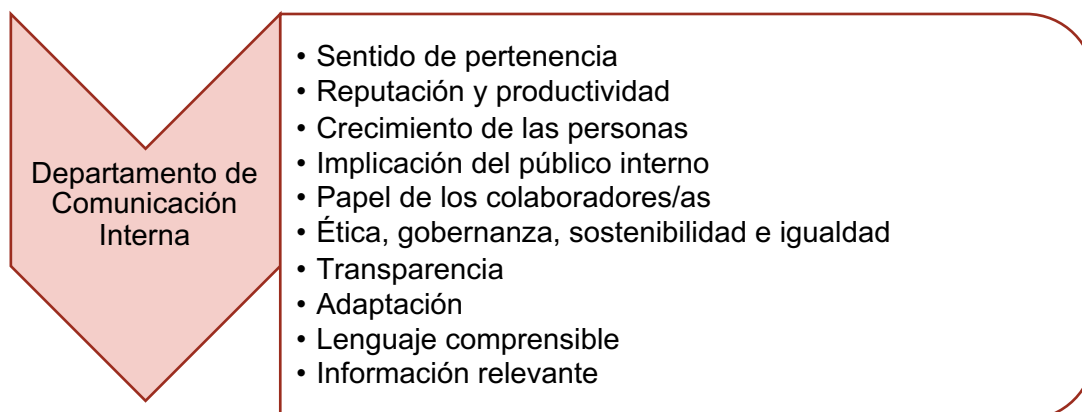 Departamento de
Comunicación
Interna
• Sentido de pertenencia
• Reputación y productividad
• Crecimiento de las personas
• Implicación del público interno
• Papel de los colaboradores/as
• Ética, gobernanza, sostenibilidad e igualdad
• Transparencia
• Adaptación
• Lenguaje comprensible
• Información relevante